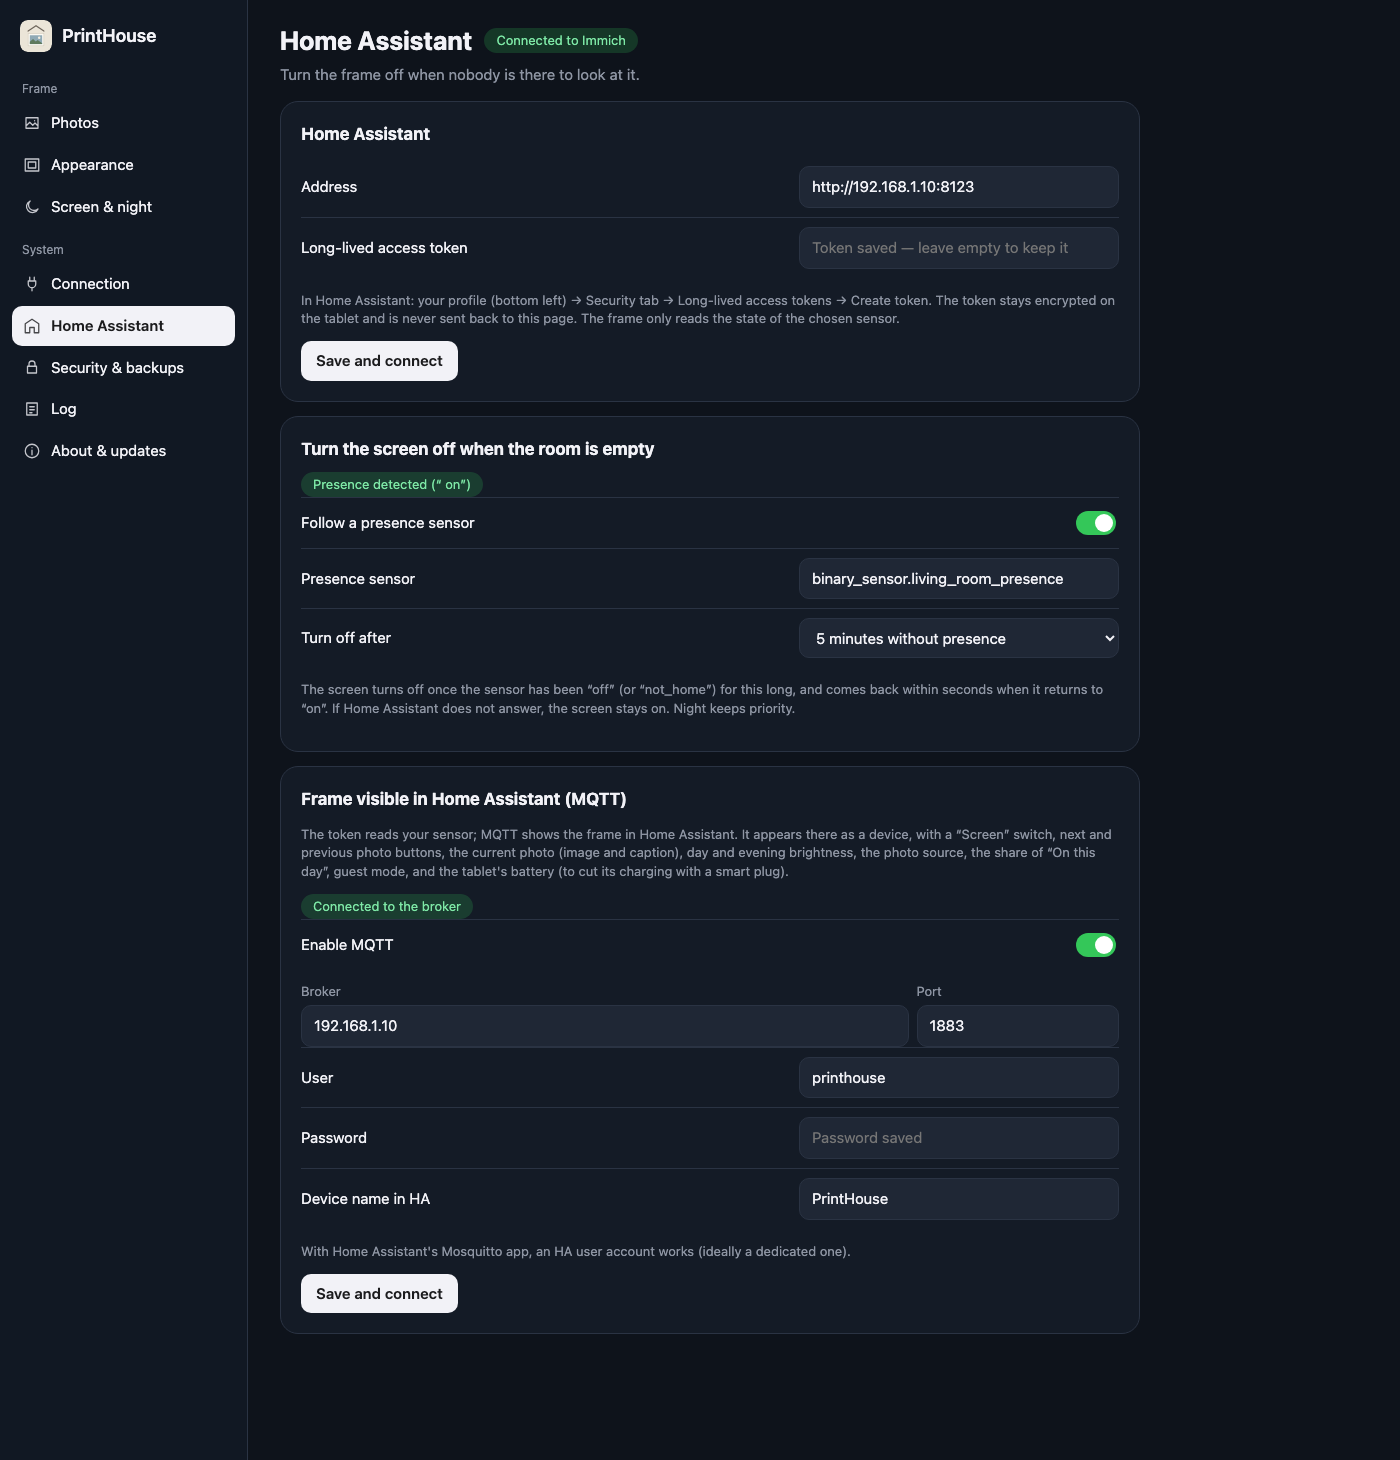 PrintHouse
Frame
Photos
Appearance
Screen & night
System
Connection
Home Assistant
Security & backups
Log
About & updates
Home Assistant
Connected to Immich
Turn the frame off when nobody is there to look at it.
Home Assistant
Address
http://192.168.1.10:8123
Long-lived access token
Token saved — leave empty to keep it
In Home Assistant: your profile (bottom left) → Security tab → Long-lived access tokens → Create token. The token stays encrypted on
the tablet and is never sent back to this page. The frame only reads the state of the chosen sensor.
Save and connect
Turn the screen off when the room is empty
Presence detected (“ on”)
Follow a presence sensor
Presence sensor
binary_sensor.living_room_presence
Turn off after
5 minutes without presence
The screen turns off once the sensor has been “off” (or “not_home”) for this long, and comes back within seconds when it returns to
“on”. If Home Assistant does not answer, the screen stays on. Night keeps priority.
Frame visible in Home Assistant (MQTT)
The token reads your sensor; MQTT shows the frame in Home Assistant. It appears there as a device, with a “Screen” switch, next and
previous photo buttons, the current photo (image and caption), day and evening brightness, the photo source, the share of “On this
day”, guest mode, and the tablet's battery (to cut its charging with a smart plug).
Connected to the broker
Enable MQTT
Broker
Port
192.168.1.10
1883
User
printhouse
Password
Password saved
Device name in HA
PrintHouse
With Home Assistant's Mosquitto app, an HA user account works (ideally a dedicated one).
Save and connect